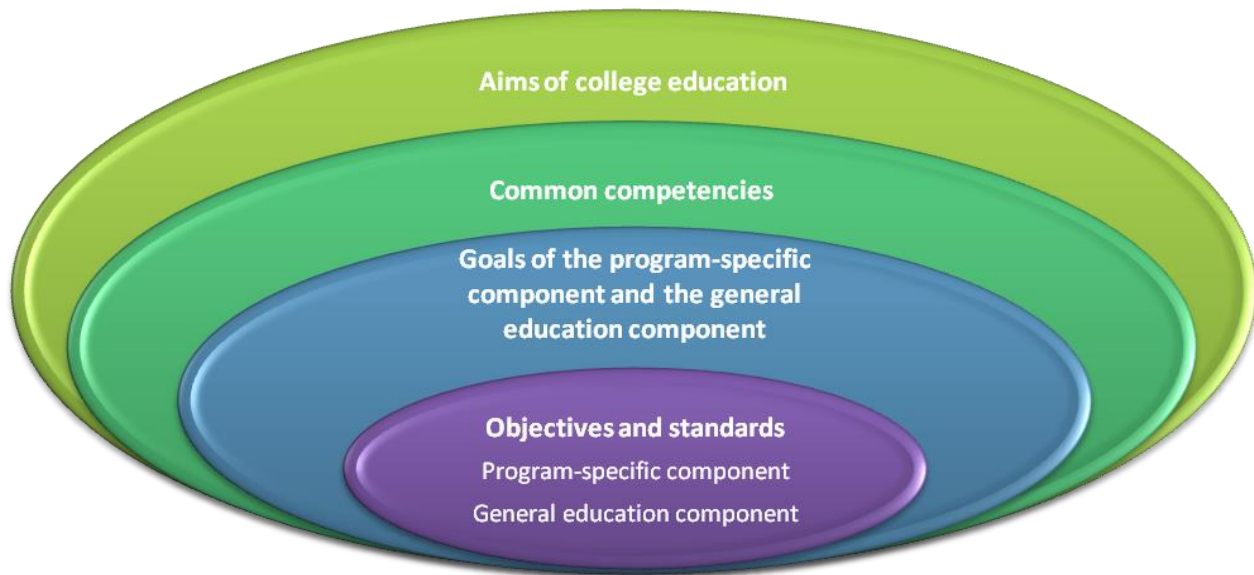 Aims of college education
Common competencies
Goals of the program-specific
component and the general
education component
Objectives and standards
Program-specific component
General education component